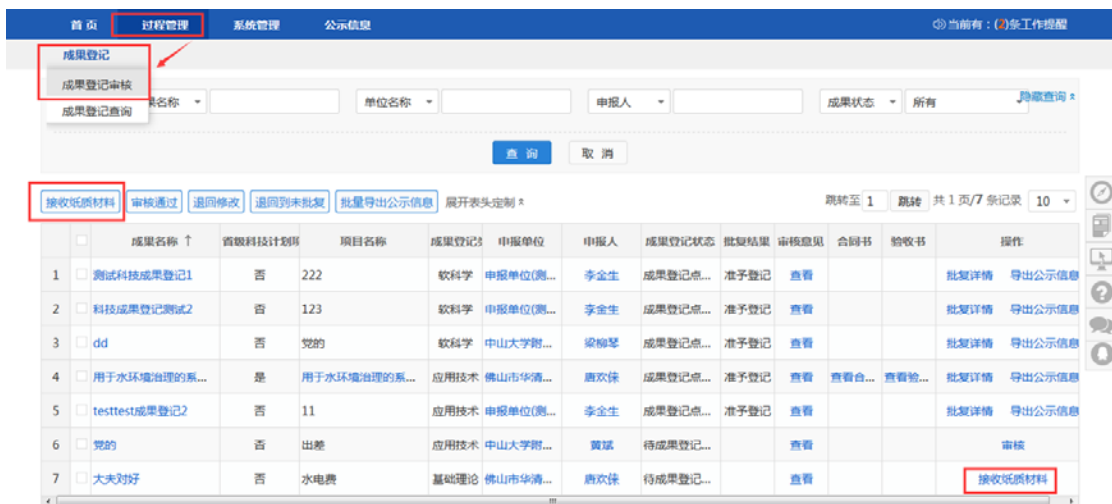 首 页 过程管理 系统管理 公示信息 当前有：(2)条工作提醒
成果登记
成果登记审核
成果登记查询
果名称 单位名称 申报人 成果状态 所有 隐藏查询
查 询 取 消
接收纸质材料 审核通过 退回修改 退回到未批复 批量导出公示信息 展开表头定制 跳转至 1 跳转 共 1 页/7 条记录 10
成果名称 ↑ 省级科技计划项 项目名称 成果登记类 申报单位 申报人 成果登记状态 批复结果 审核意见 合同书 验收书 操作
1 测试科技成果登记1 否 222 软科学 申报单位(测... 李金生 成果登记点... 准予登记 查看 批复详情 导出公示信息
2 科技成果登记测试2 否 123 软科学 申报单位(测... 李金生 成果登记点... 准予登记 查看 批复详情 导出公示信息
3 dd 否 党的 软科学 中山大学附... 梁柳琴 成果登记点... 准予登记 查看 批复详情 导出公示信息
4 用于水环境治理的系... 是 用于水环境治理的系... 应用技术 佛山市华清... 唐欢俫 成果登记点... 准予登记 查看 查看合... 查看验... 批复详情 导出公示信息
5 testtest成果登记2 否 11 应用技术 申报单位(测... 李金生 成果登记点... 准予登记 查看 批复详情 导出公示信息
6 党的 否 出差 应用技术 中山大学附... 黄斌 待成果登记... 查看 审核
7 大夫对好 否 水电费 基础理论 佛山市华清... 唐欢俫 待成果登记... 查看 接收纸质材料